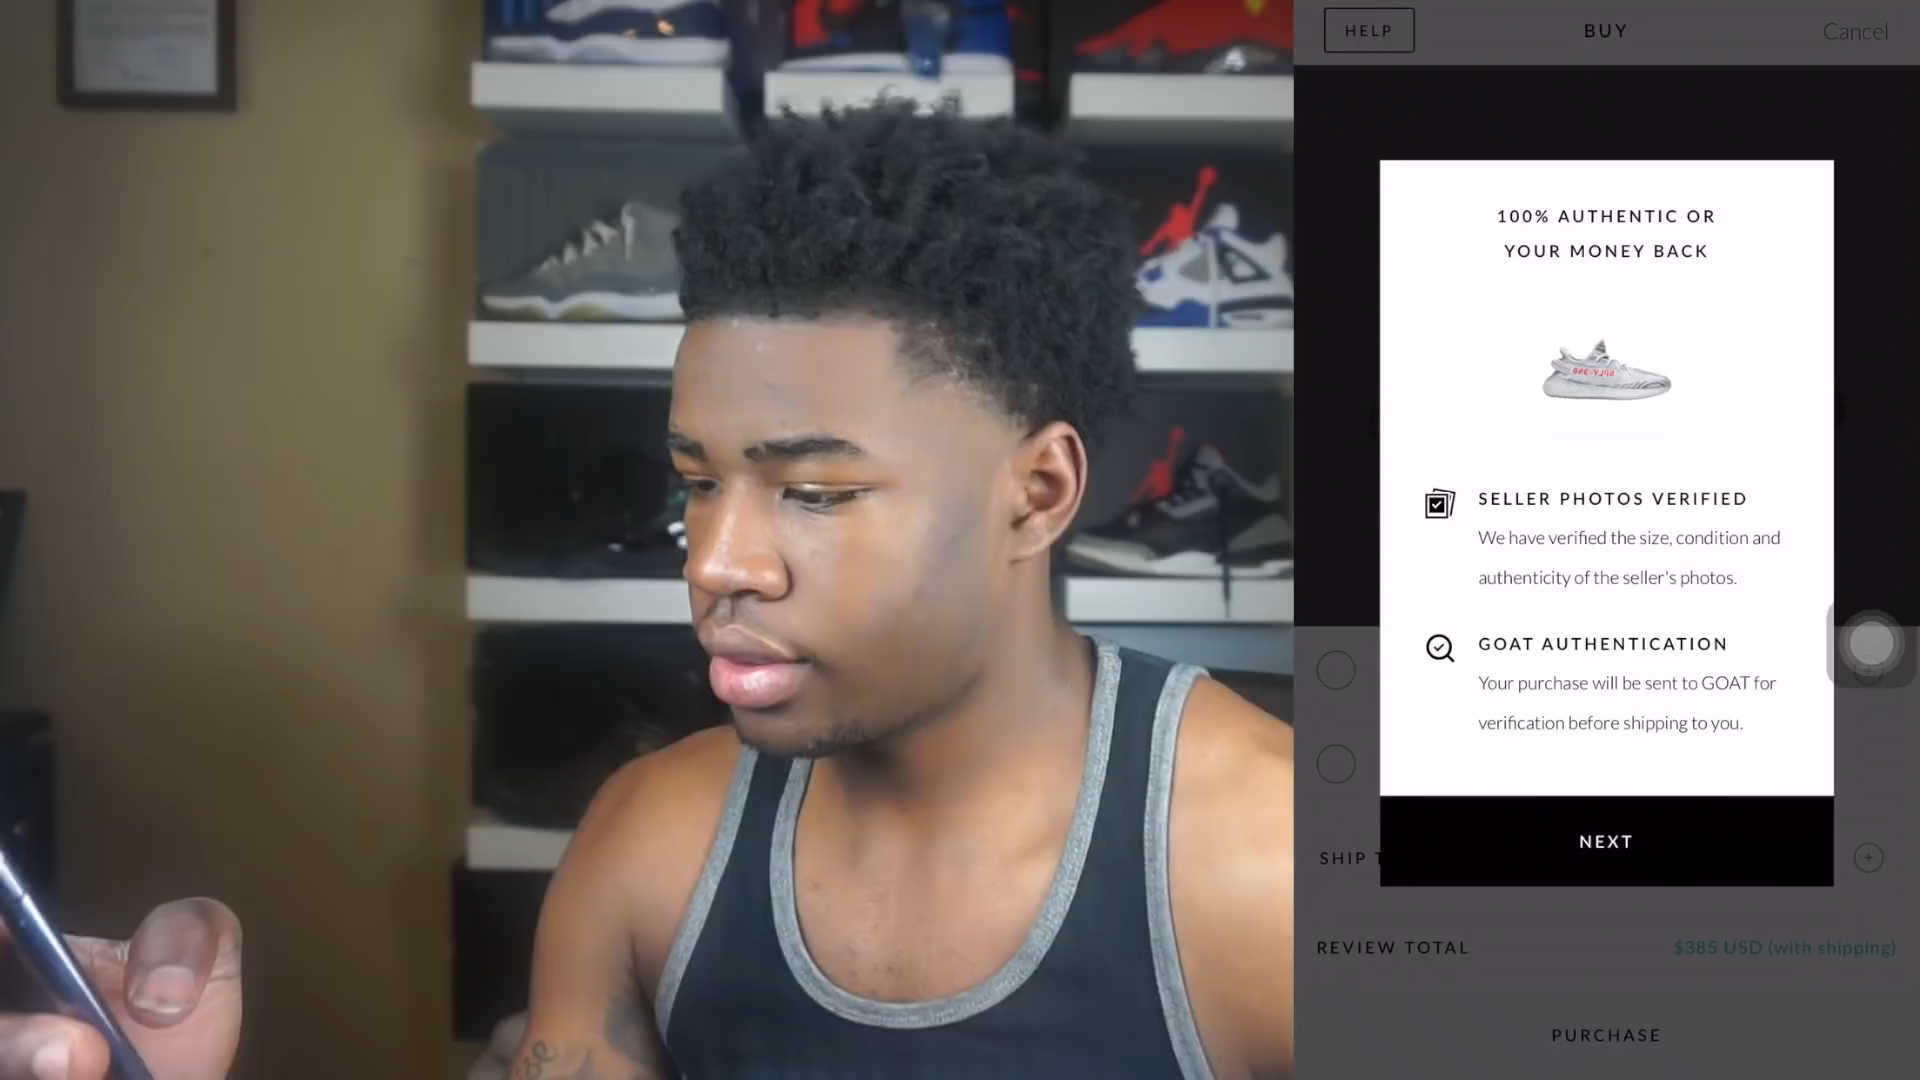 HELP
BUY
Cancel
100% AUTHENTIC OR
YOUR MONEY BACK
SELLER PHOTOS VERIFIED
We have verified the size, condition and
authenticity of the seller's photos.
GOAT AUTHENTICATION
Your purchase will be sent to GOAT for
verification before shipping to you.
NEXT
SHIP T
REVIEW TOTAL
$385 USD (with shipping)
PURCHASE